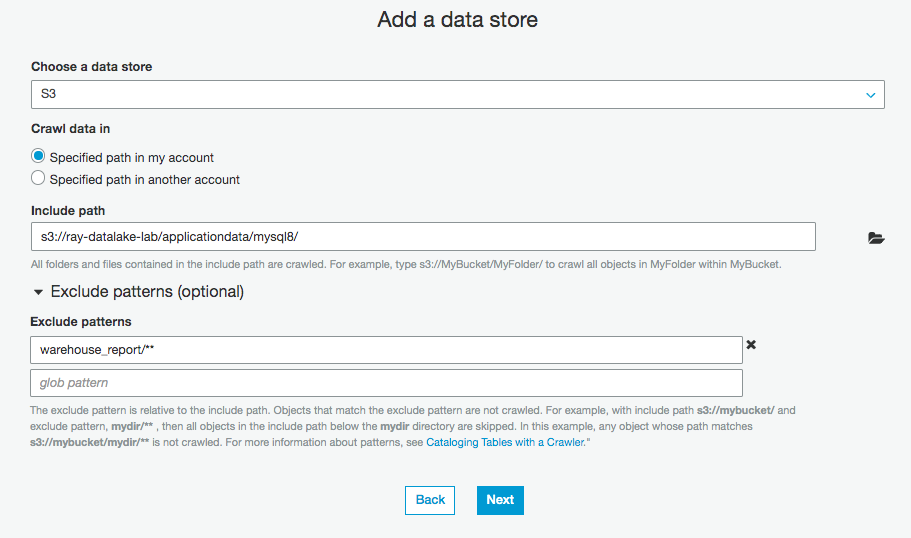 Add a data store
Choose a data store
S3
Crawl data in
Specified path in my account
Specified path in another account
Include path
s3://ray-datalake-lab/applicationdata/mysql8/
All folders and files contained in the include path are crawled. For example, type s3://MyBucket/MyFolder/ to crawl all objects in MyFolder within MyBucket.
Exclude patterns (optional)
Exclude patterns
warehouse_report/**
glob pattern
The exclude pattern is relative to the include path. Objects that match the exclude pattern are not crawled. For example, with include path s3://mybucket/ and
exclude pattern, mydir/** , then all objects in the include path below the mydir directory are skipped. In this example, any object whose path matches
s3://mybucket/mydir/** is not crawled. For more information about patterns, see Cataloging Tables with a Crawler."
Back Next